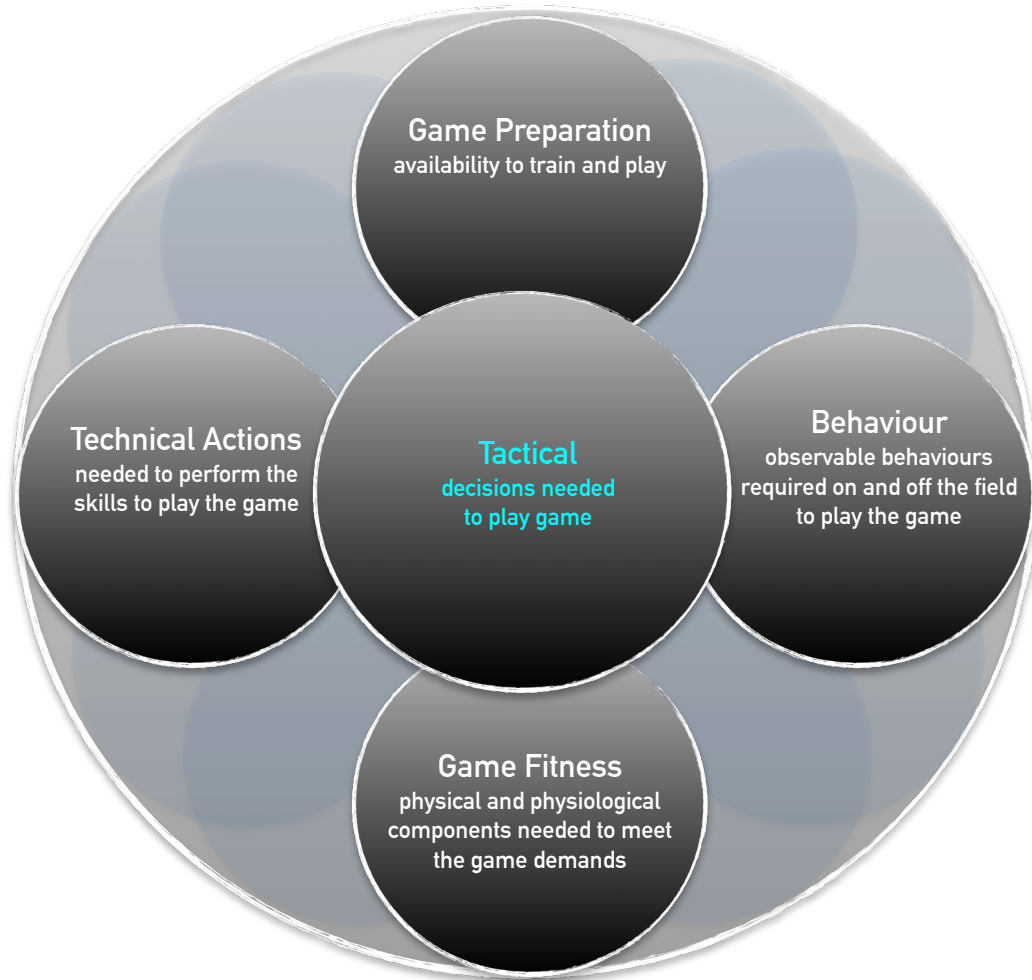 Game Preparation
availability to train and play
Technical Actions
needed to perform the
skills to play the game
Tactical
decisions needed
to play game
Behaviour
observable behaviours
required on and off the field
to play the game
Game Fitness
physical and physiological
components needed to meet
the game demands